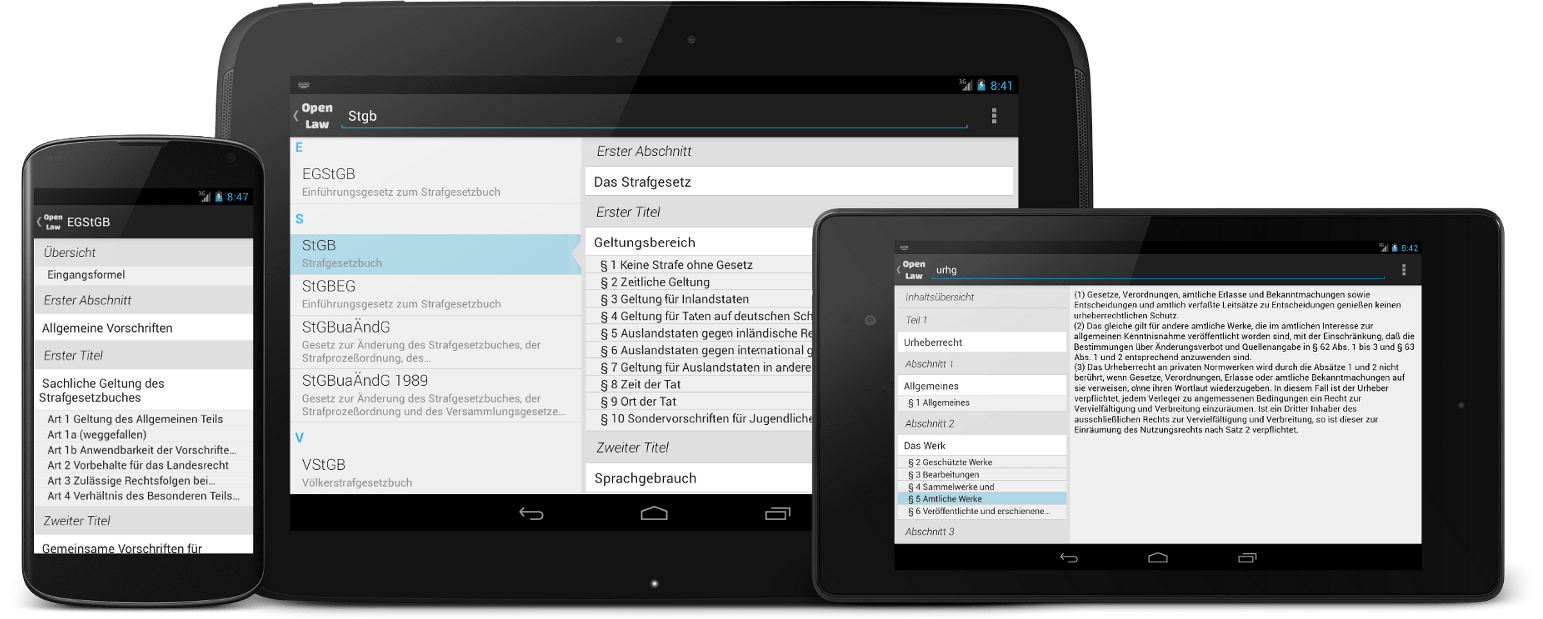 3G 8:47
Open
Law
EGStGB
Übersicht
Eingangsformel
Erster Abschnitt
Allgemeine Vorschriften
Erster Titel
Sachliche Geltung des
Strafgesetzbuches
Art 1 Geltung des Allgemeinen Teils
Art 1a (weggefallen)
Art 1b Anwendbarkeit der Vorschrifte...
Art 2 Vorbehalte für das Landesrecht
Art 3 Zulässige Rechtsfolgen bei...
Art 4 Verhältnis des Besonderen Teils...
Zweiter Titel
Gemeinsame Vorschriften für
3G 8:41
Open
Law
Stgb
E
EGStGB
Einführungsgesetz zum Strafgesetzbuch
S
StGB
Strafgesetzbuch
StGBEG
Einführungsgesetz zum Strafgesetzbuch
StGBuaÄndG
Gesetz zur Änderung des Strafgesetzbuches, der
Strafprozeßordnung, des...
StGBuaÄndG 1989
Gesetz zur Änderung des Strafgesetzbuches, der
Strafprozeßordnung und des Versammlungsgesetze...
V
VStGB
Völkerstrafgesetzbuch
Erster Abschnitt
Das Strafgesetz
Erster Titel
Geltungsbereich
§ 1 Keine Strafe ohne Gesetz
§ 2 Zeitliche Geltung
§ 3 Geltung für Inlandstaten
§ 4 Geltung für Taten auf deutschen Sch
§ 5 Auslandstaten gegen inländische Re
§ 6 Auslandstaten gegen international g
§ 7 Geltung für Auslandstaten in andere
§ 8 Zeit der Tat
§ 9 Ort der Tat
§ 10 Sondervorschriften für Jugendliche
Zweiter Titel
Sprachgebrauch
3G 8:42
Open
Law
urhg
Inhaltsübersicht
Teil 1
Urheberrecht
Abschnitt 1
Allgemeines
§ 1 Allgemeines
Abschnitt 2
Das Werk
§ 2 Geschützte Werke
§ 3 Bearbeitungen
§ 4 Sammelwerke und
§ 5 Amtliche Werke
§ 6 Veröffentlichte und erschienene...
Abschnitt 3
(1) Gesetze, Verordnungen, amtliche Erlasse und Bekanntmachungen sowie
Entscheidungen und amtlich verfaßte Leitsätze zu Entscheidungen genießen keinen
urheberrechtlichen Schutz.
(2) Das gleiche gilt für andere amtliche Werke, die im amtlichen Interesse zur
allgemeinen Kenntnisnahme veröffentlicht worden sind, mit der Einschränkung, daß die
Bestimmungen über Änderungsverbot und Quellenangabe in § 62 Abs. 1 bis 3 und § 63
Abs. 1 und 2 entsprechend anzuwenden sind.
(3) Das Urheberrecht an privaten Normwerken wird durch die Absätze 1 und 2 nicht
berührt, wenn Gesetze, Verordnungen, Erlasse oder amtliche Bekanntmachungen auf
sie verweisen, ohne ihren Wortlaut wiederzugeben. In diesem Fall ist der Urheber
verpflichtet, jedem Verleger zu angemessenen Bedingungen ein Recht zur
Vervielfältigung und Verbreitung einzuräumen. Ist ein Dritter Inhaber des
ausschließlichen Rechts zur Vervielfältigung und Verbreitung, so ist dieser zur
Einräumung des Nutzungsrechts nach Satz 2 verpflichtet.